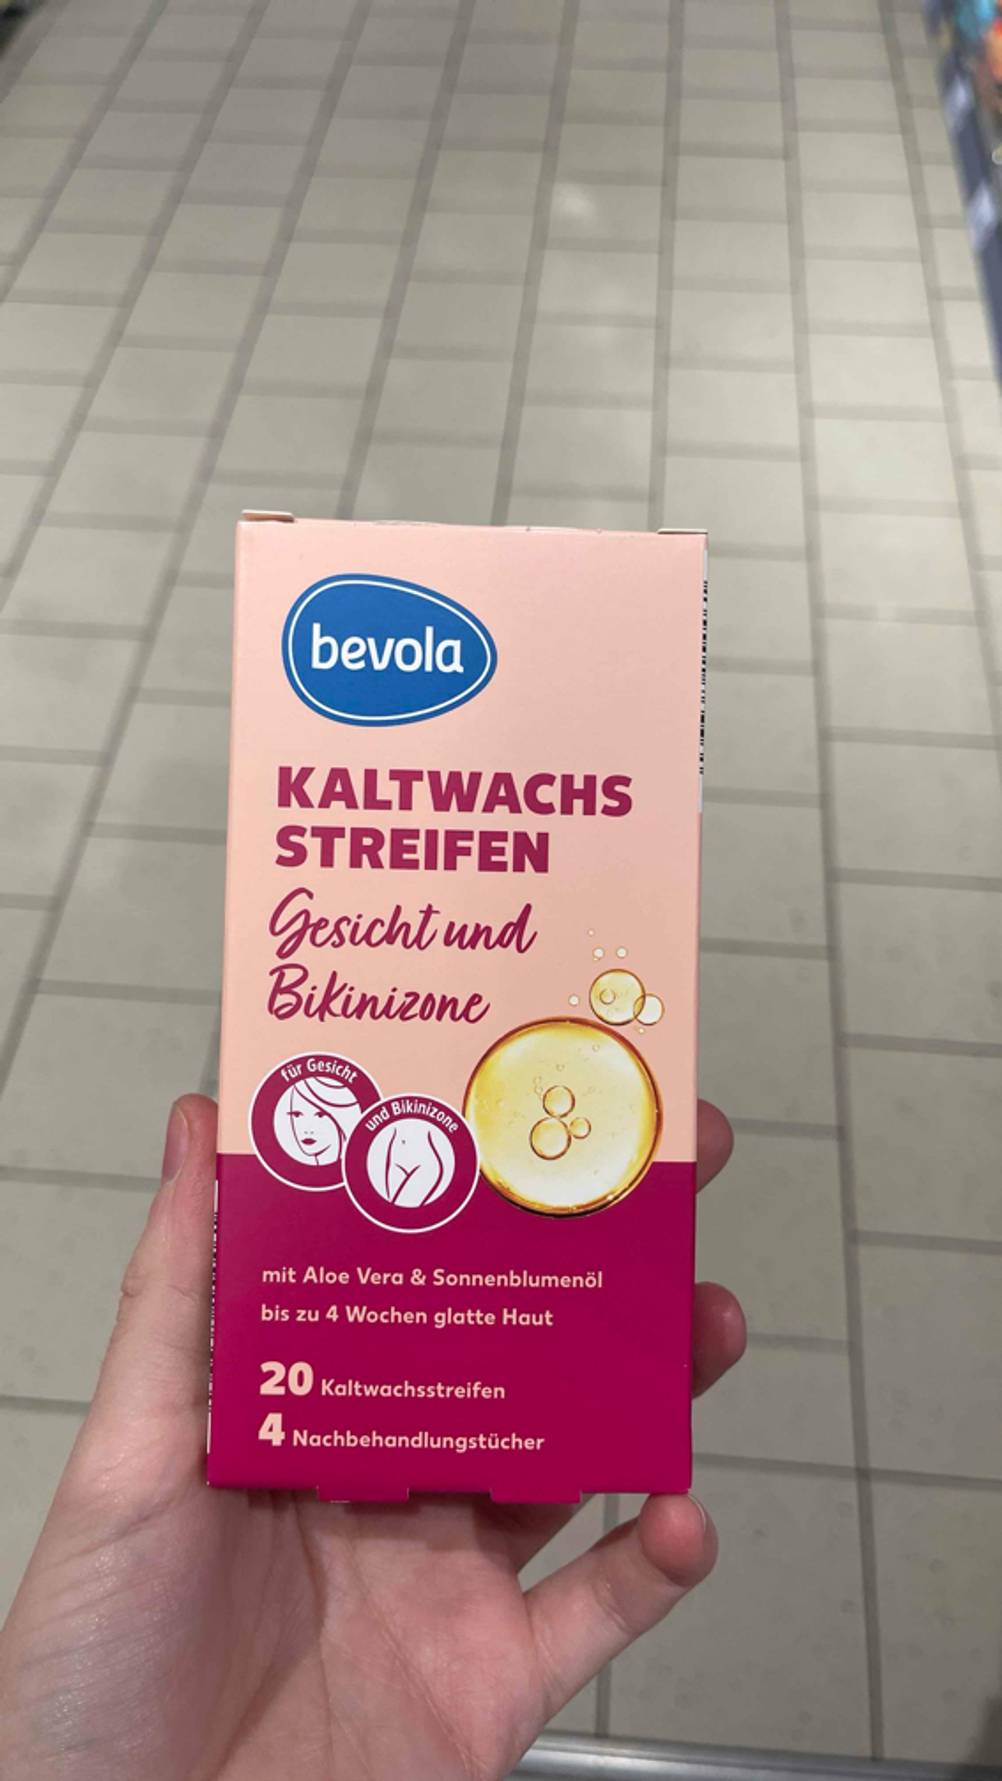 bevola
KALTWACHS
STREIFEN
Gesicht und
Bikinizone
für Gesicht
und Bikinizone
mit Aloe Vera & Sonnenblumenöl
bis zu 4 Wochen glatte Haut
20 Kaltwachsstreifen
4 Nachbehandlungstücher